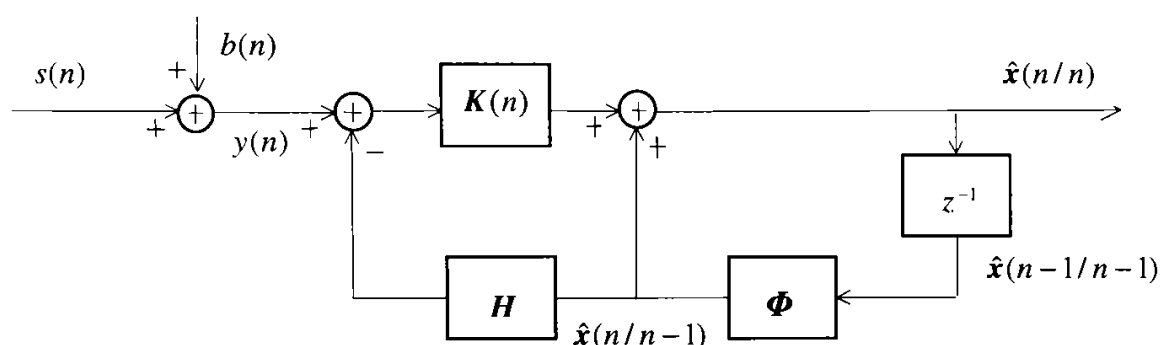 b(n)
s(n)
+
+
+
y(n)
+
+
−
K(n)
+
+
+
x̂(n/n)
z⁻¹
x̂(n−1/n−1)
H
x̂(n/n−1)
Φ